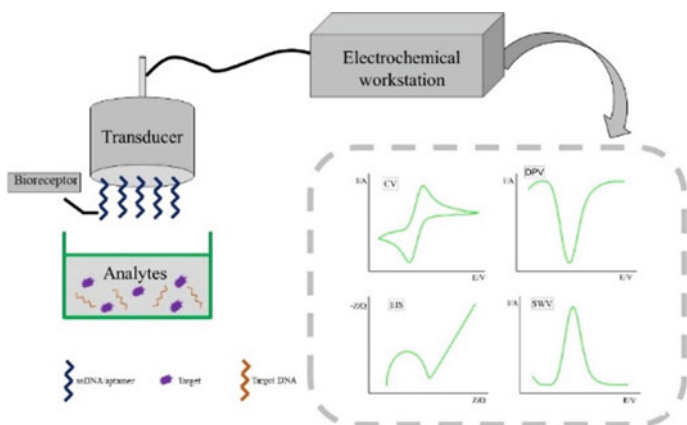 Electrochemical
workstation
Transducer
Bioreceptor
Analytes
I/A
CV
E/V
I/A
DPV
E/V
-Z/Ω
EIS
Z/Ω
I/A
SWV
E/V
ssDNA/aptamer
Target
Target DNA